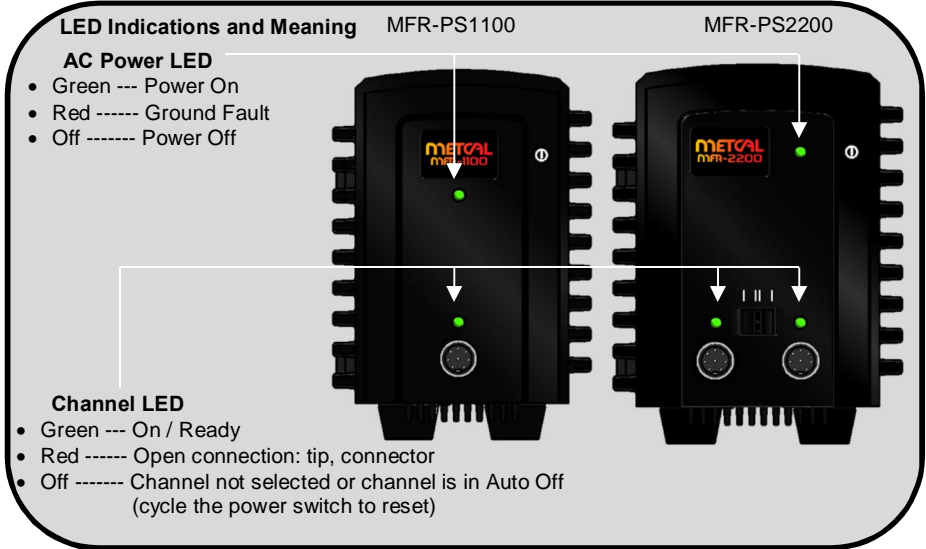 LED Indications and Meaning MFR-PS1100 MFR-PS2200
AC Power LED
• Green --- Power On
• Red ------ Ground Fault
• Off ------- Power Off
METCAL
MFR-1100
METCAL
MFR-2200
I II I
Channel LED
• Green --- On / Ready
• Red ------ Open connection: tip, connector
• Off ------- Channel not selected or channel is in Auto Off
(cycle the power switch to reset)